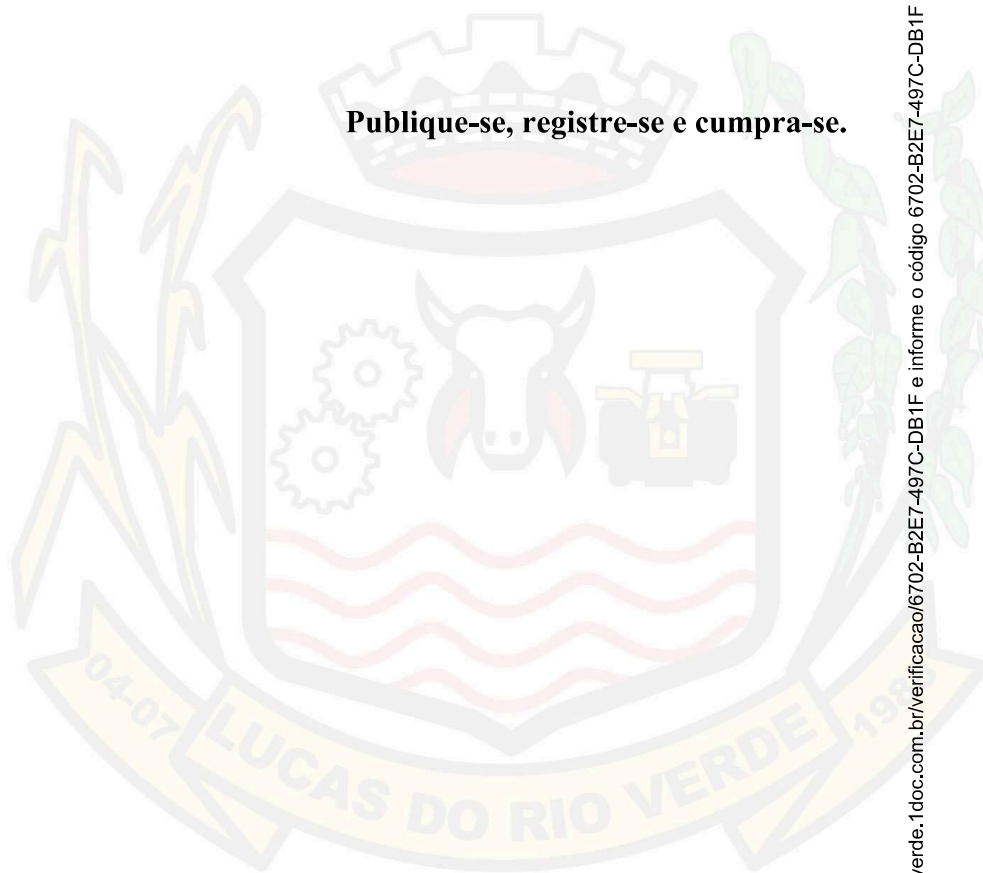 Publique-se, registre-se e cumpra-se.
04-07
LUCAS DO RIO VERDE
198
verde.1doc.com.br/verificacao/6702-B2E7-497C-DB1F e informe o código 6702-B2E7-497C-DB1F